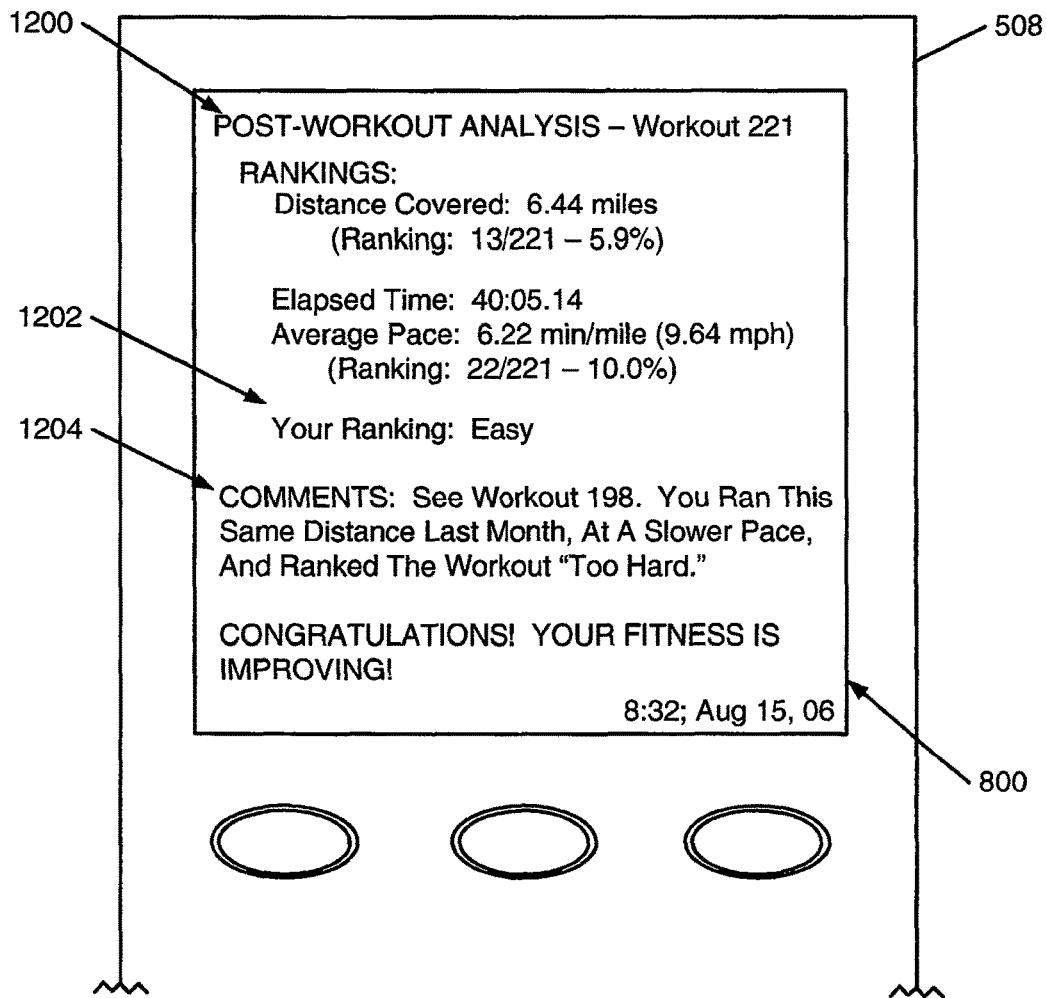 1200
508
POST-WORKOUT ANALYSIS – Workout 221
RANKINGS:
Distance Covered: 6.44 miles
(Ranking: 13/221 – 5.9%)
Elapsed Time: 40:05.14
1202
Average Pace: 6.22 min/mile (9.64 mph)
(Ranking: 22/221 – 10.0%)
Your Ranking: Easy
1204
COMMENTS: See Workout 198. You Ran This
Same Distance Last Month, At A Slower Pace,
And Ranked The Workout “Too Hard.”
CONGRATULATIONS! YOUR FITNESS IS
IMPROVING!
8:32; Aug 15, 06
800